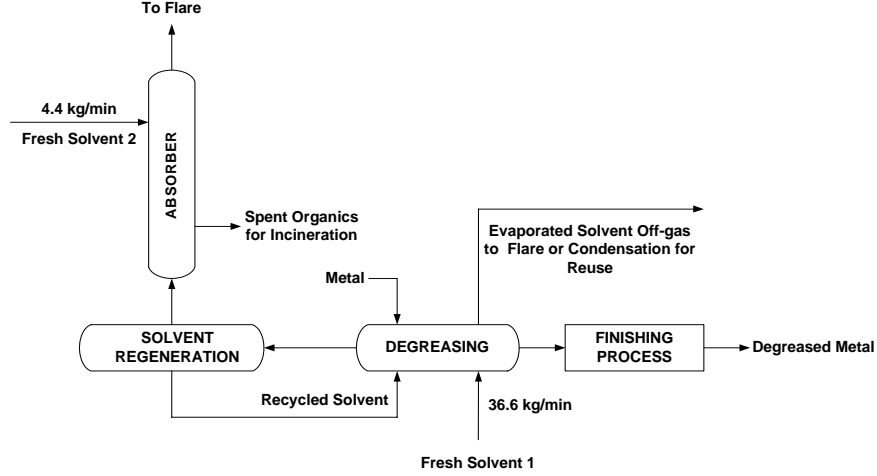 To Flare
4.4 kg/min
Fresh Solvent 2
ABSORBER
Spent Organics
for Incineration
Evaporated Solvent Off-gas
to Flare or Condensation for
Reuse
Metal
SOLVENT
REGENERATION
DEGREASING
FINISHING
PROCESS
Degreased Metal
Recycled Solvent
36.6 kg/min
Fresh Solvent 1